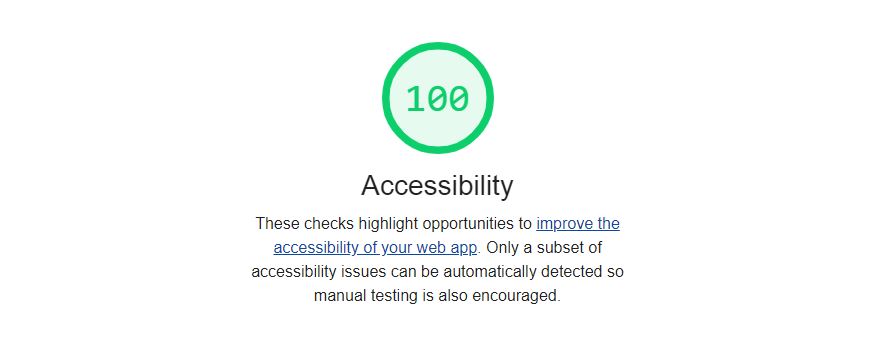 100
Accessibility
These checks highlight opportunities to improve the
accessibility of your web app. Only a subset of
accessibility issues can be automatically detected so
manual testing is also encouraged.